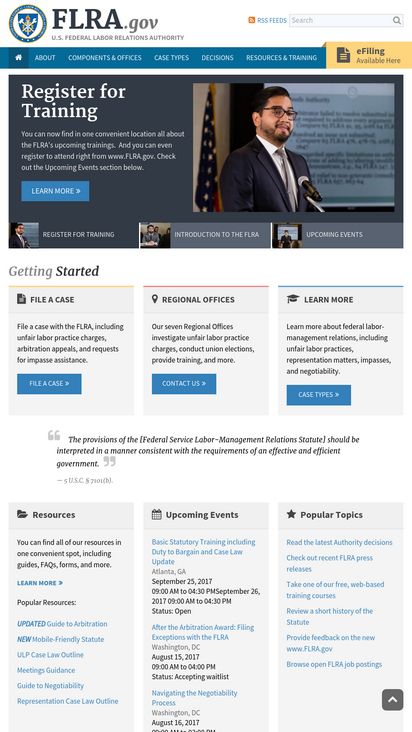 FLRA.gov
U.S. FEDERAL LABOR RELATIONS AUTHORITY
RSS FEEDS
Search
ABOUT
COMPONENTS & OFFICES
CASE TYPES
DECISIONS
RESOURCES & TRAINING
eFiling
Available Here
Register for
Training
You can now find in one convenient location all about
the FLRA's upcoming trainings. And you can even
register to attend right from www.FLRA.gov. Check
out the Upcoming Events section below.
LEARN MORE »
REGISTER FOR TRAINING
INTRODUCTION TO THE FLRA
UPCOMING EVENTS
Getting Started
FILE A CASE
File a case with the FLRA, including
unfair labor practice charges,
arbitration appeals, and requests
for impasse assistance.
FILE A CASE »
REGIONAL OFFICES
Our seven Regional Offices
investigate unfair labor practice
charges, conduct union elections,
provide training, and more.
CONTACT US »
LEARN MORE
Learn more about federal labor-
management relations, including
unfair labor practices,
representation matters, impasses,
and negotiability.
CASE TYPES »
The provisions of the [Federal Service Labor-Management Relations Statute] should be
interpreted in a manner consistent with the requirements of an effective and efficient
government.
— 5 U.S.C. § 7101(b).
Resources
You can find all of our resources in
one convenient spot, including
guides, FAQs, forms, and more.
LEARN MORE »
Popular Resources:
UPDATED Guide to Arbitration
NEW Mobile-Friendly Statute
ULP Case Law Outline
Meetings Guidance
Guide to Negotiability
Representation Case Law Outline
Upcoming Events
Basic Statutory Training including
Duty to Bargain and Case Law
Update
Atlanta, GA
September 25, 2017
09:00 AM to 04:30 PMSeptember 26,
2017 09:00 AM to 04:30 PM
Status: Open
After the Arbitration Award: Filing
Exceptions with the FLRA
Washington, DC
August 15, 2017
09:00 AM to 04:00 PM
Status: Accepting waitlist
Navigating the Negotiability
Process
Washington, DC
August 16, 2017
Popular Topics
Read the latest Authority decisions
Check out recent FLRA press
releases
Take one of our free, web-based
training courses
Review a short history of the
Statute
Provide feedback on the new
www.FLRA.gov
Browse open FLRA job postings